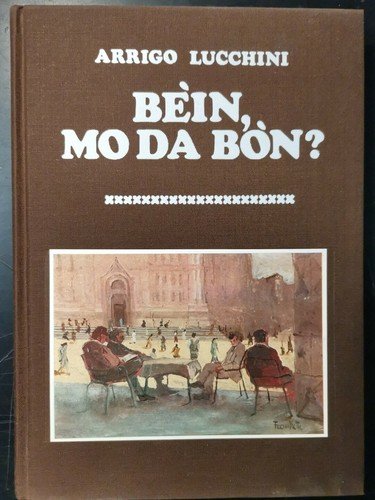 ARRIGO LUCCHINI
BÈIN,
MO DA BÒN?